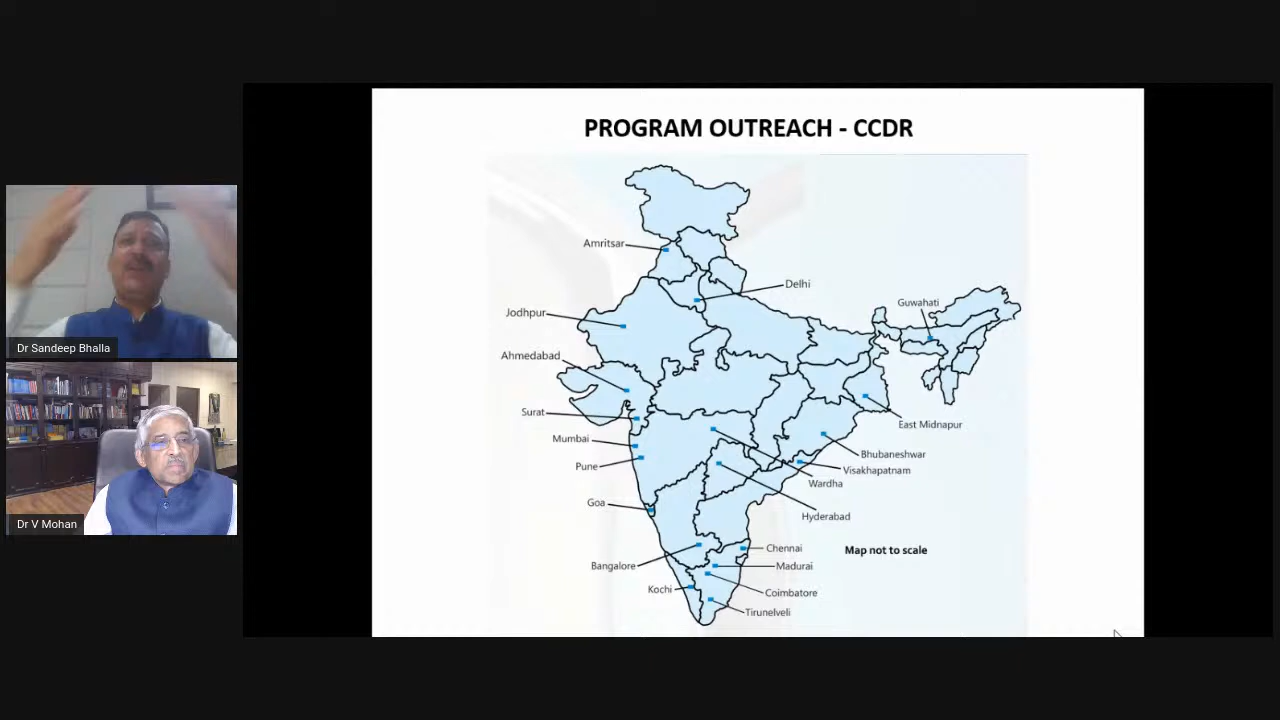 PROGRAM OUTREACH - CCDR
Amritsar
Delhi
Guwahati
Jodhpur
Ahmedabad
Surat
East Midnapur
Mumbai
Bhubaneshwar
Pune
Visakhapatnam
Wardha
Goa
Hyderabad
Chennai
Map not to scale
Bangalore
Madurai
Kochi
Coimbatore
Tirunelveli
Dr Sandeep Bhalla
Dr V Mohan